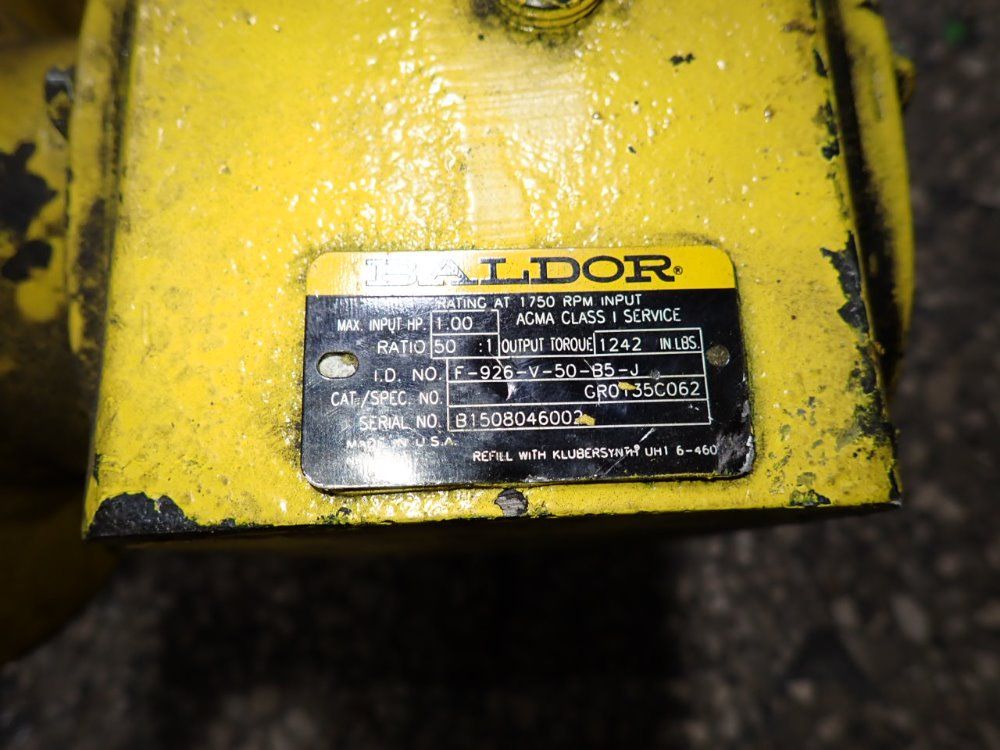 BALDOR®
RATING AT 1750 RPM INPUT
MAX. INPUT HP. 1.00 AGMA CLASS I SERVICE
RATIO 50 :1 OUTPUT TORQUE 1242 IN LBS.
I.D. NO. F-926-V-50-B5-J
CAT./SPEC. NO.
SERIAL NO. B1508046002
MADE IN U.S.A. REFILL WITH KLUBERSYNTH® UH1 6-460